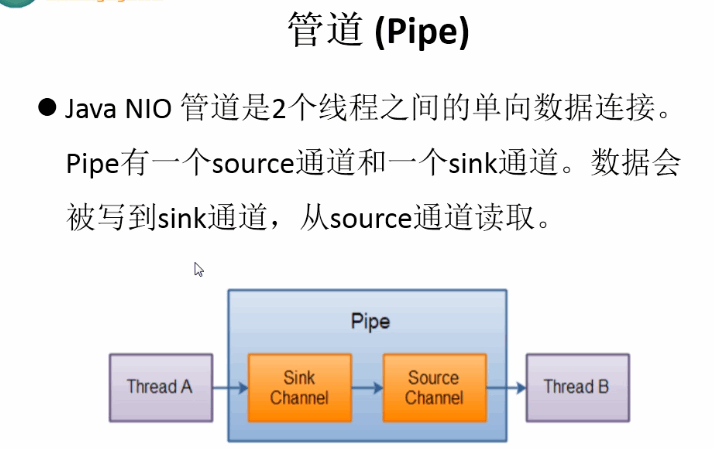 管道 (Pipe)
Java NIO 管道是2个线程之间的单向数据连接。
Pipe有一个source通道和一个sink通道。数据会
被写到sink通道，从source通道读取。
Pipe
Thread A
Sink
Channel
Source
Channel
Thread B